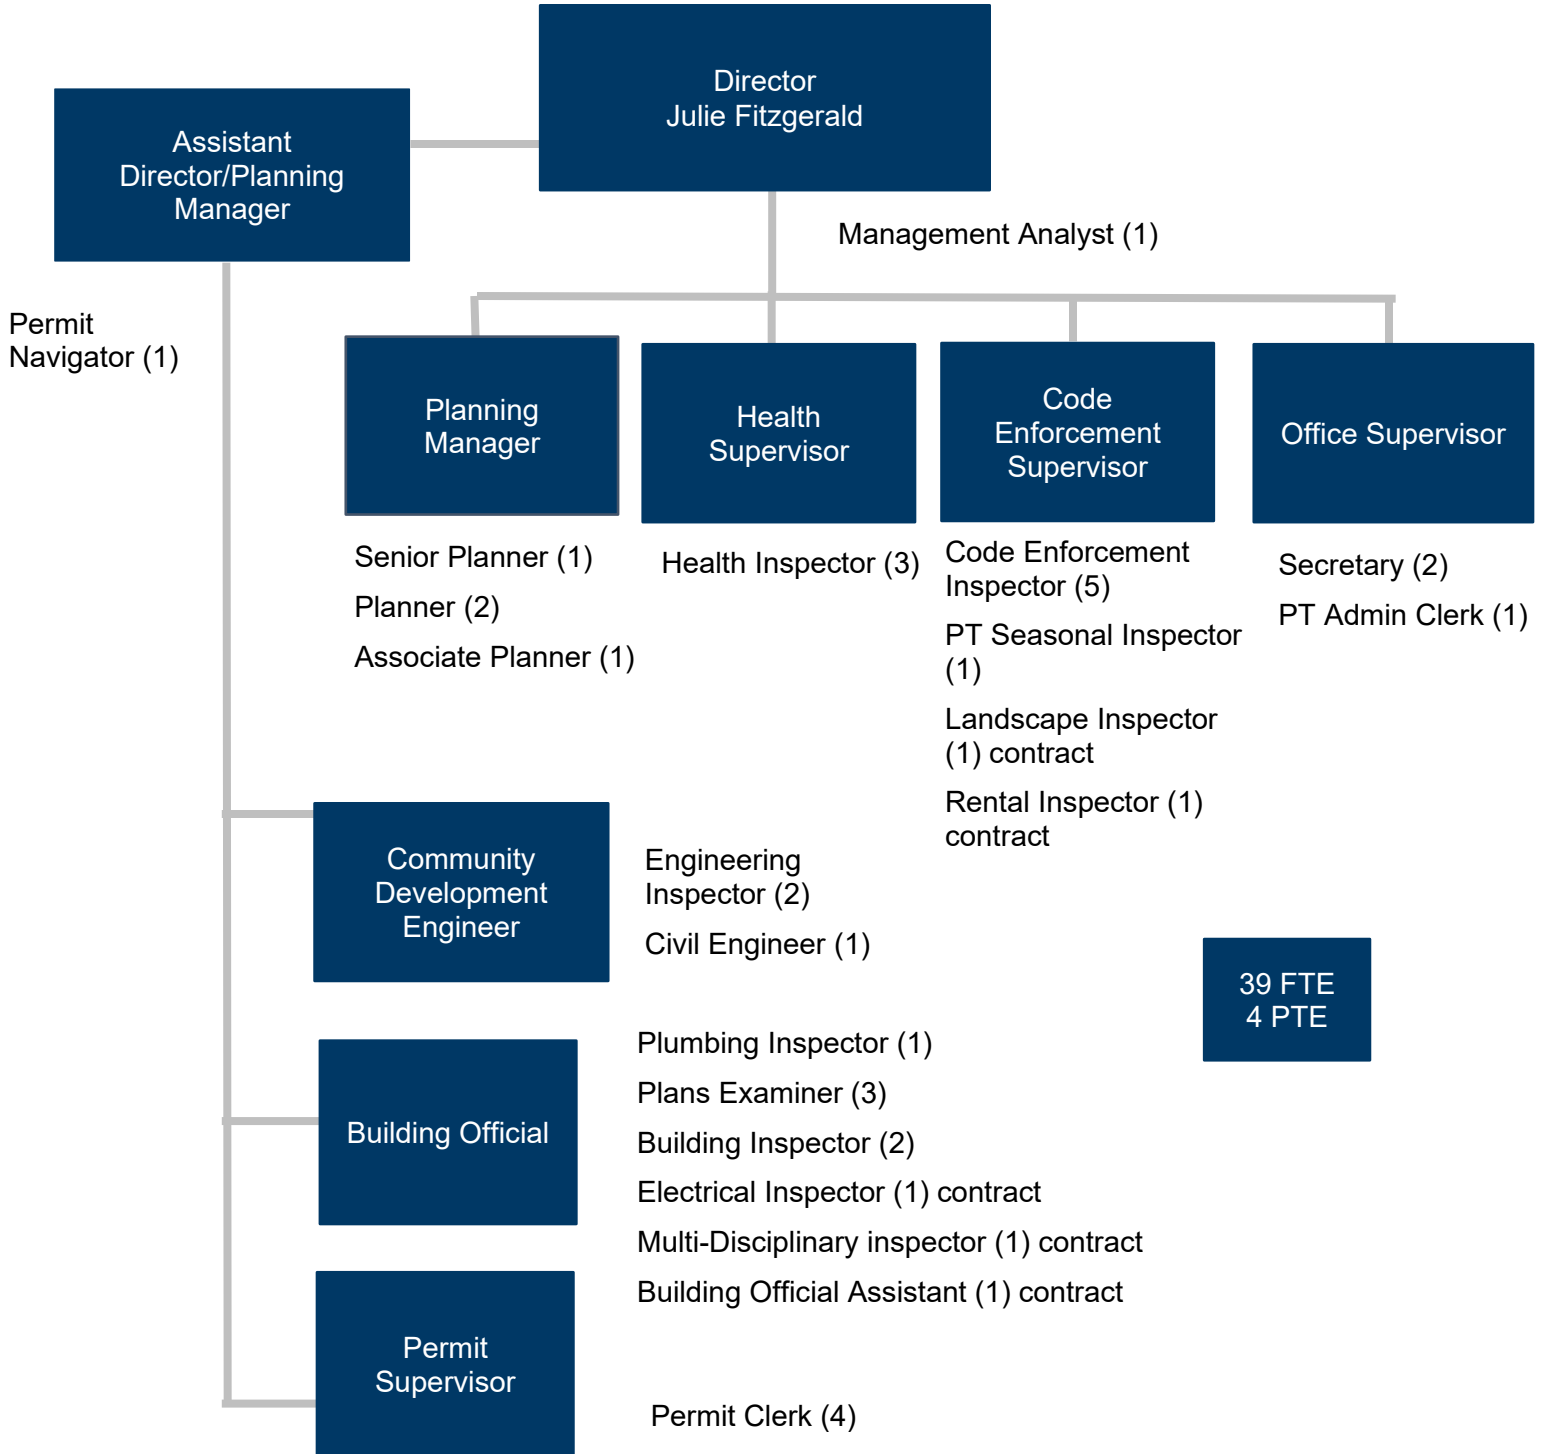 Director
Julie Fitzgerald
Assistant
Director/Planning
Manager
Management Analyst (1)
Permit
Navigator (1)
Planning
Manager
Health
Supervisor
Code
Enforcement
Supervisor
Office Supervisor
Senior Planner (1)
Planner (2)
Associate Planner (1)
Health Inspector (3)
Code Enforcement
Inspector (5)
PT Seasonal Inspector
(1)
Landscape Inspector
(1) contract
Rental Inspector (1)
contract
Secretary (2)
PT Admin Clerk (1)
Community
Development
Engineer
Engineering
Inspector (2)
Civil Engineer (1)
39 FTE
4 PTE
Building Official
Plumbing Inspector (1)
Plans Examiner (3)
Building Inspector (2)
Electrical Inspector (1) contract
Multi-Disciplinary inspector (1) contract
Building Official Assistant (1) contract
Permit
Supervisor
Permit Clerk (4)